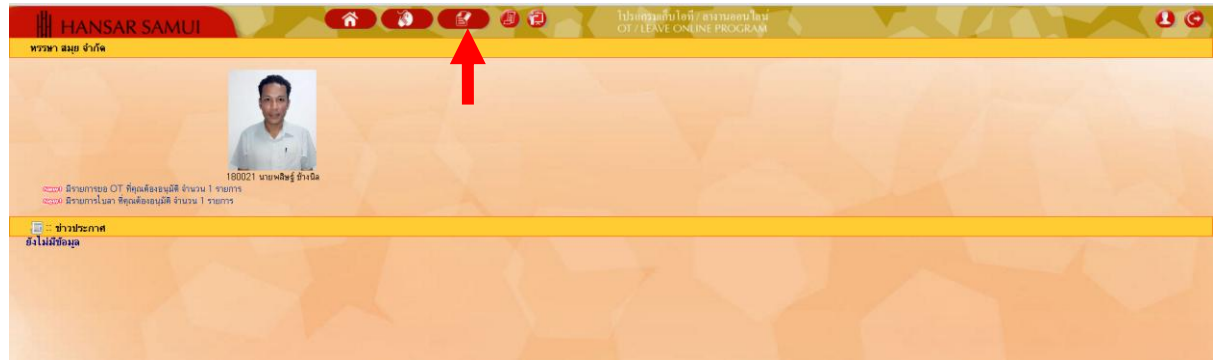 HANSAR SAMUI
โปรแกรมเก็บโอที / ลางานออนไลน์
OT / LEAVE ONLINE PROGRAM
หรรษา สมุย จำกัด
180021 นายพสิษฐ์ ช้างนิล
มีรายการขอ OT ที่คุณต้องอนุมัติ จำนวน 1 รายการ
มีรายการใบลา ที่คุณต้องอนุมัติ จำนวน 1 รายการ
:: ข่าวประกาศ
ยังไม่มีข้อมูล